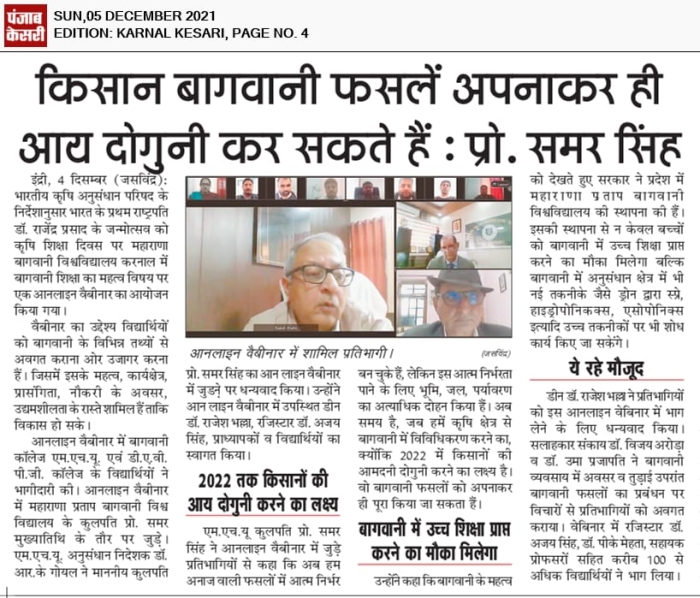 पंजाब
केसरी
SUN,05 DECEMBER 2021
EDITION: KARNAL KESARI, PAGE NO. 4
किसान बागवानी फसलें अपनाकर ही
आय दोगुनी कर सकते हैं : प्रो. समर सिंह
इंद्री, 4 दिसम्बर (जसविंद्र):
भारतीय कृषि अनुसंधान परिषद के
निर्देशानुसार भारत के प्रथम राष्ट्रपति
डॉ. राजेंद्र प्रसाद के जन्मोत्सव को
कृषि शिक्षा दिवस पर महाराणा
बागवानी विश्वविद्यालय करनाल में
बागवानी शिक्षा का महत्व विषय पर
एक आनलाइन वैबीनार का आयोजन
किया गया।
वैबीनार का उद्देश्य विद्यार्थियों
को बागवानी के विभिन्न तथ्यों से
अवगत कराना ओर उजागर करना
हैं। जिसमें इसके महत्व, कार्यक्षेत्र,
प्रासंगिता, नौकरी के अवसर,
उद्यमशीलता के रास्ते शामिल हैं ताकि
विकास हो सके।
आनलाइन वैबीनार में बागवानी
कॉलेज एम.एच.यू. एवं डी.ए.वी.
पी.जी. कॉलेज के विद्यार्थियों ने
भागीदारी की। आनलाइन वैबीनार
में महाराणा प्रताप बागवानी विश्व
विद्यालय के कुलपति प्रो. समर
मुख्यातिथि के तौर पर जुड़े।
एम.एच.यू. अनुसंधान निदेशक डॉ.
आर.के गोयल ने माननीय कुलपति
आनलाइन वैबीनार में शामिल प्रतिभागी।
(जसविंद्र)
प्रो. समर सिंह का आन लाइन वैबीनार
में जुड़ने पर धन्यवाद किया। उन्होंने
आन लाइन वैबीनार में उपस्थित डीन
डॉ. राजेश भल्ला, रजिस्टार डॉ. अजय
सिंह, प्राध्यापकों व विद्यार्थियों का
स्वागत किया।
2022 तक किसानों की
आय दोगुनी करने का लक्ष्य
एम.एच.यू कुलपति प्रो. समर
सिंह ने आनलाइन वैबीनार में जुड़े
प्रतिभागियों से कहा कि अब हम
अनाज वाली फसलों में आत्म निर्भर
बन चुके हैं, लेकिन इस आत्म निर्भरता
पाने के लिए भूमि, जल, पर्यावरण
का अत्याधिक दोहन किया हैं। अब
समय है, जब हमें कृषि क्षेत्र से
बागवानी में विविधिकरण करने का,
क्योंकि 2022 में किसानों की
आमदनी दोगुनी करने का लक्ष्य है।
वो बागवानी फसलों को अपनाकर
ही पूरा किया जा सकता हैं।
बागवानी में उच्च शिक्षा प्राप्त
करने का मौका मिलेगा
उन्होंने कहा कि बागवानी के महत्व
को देखते हुए सरकार ने प्रदेश में
महाराणा प्रताप बागवानी
विश्वविद्यालय की स्थापना की हैं।
इसकी स्थापना से न केवल बच्चों
को बागवानी में उच्च शिक्षा प्राप्त
करने का मौका मिलेगा बल्कि
बागवानी में अनुसंधान क्षेत्र में भी
नई तकनीके जैसे ड्रोन द्वारा स्प्रे,
हाइड्रोपोनिकक्स, एसोपोनिक्स
इत्यादि उच्च तकनीकों पर भी शोध
कार्य किए जा सकेंगे।
ये रहे मौजूद
डीन डॉ. राजेश भल्ला ने प्रतिभागियों
को इस आनलाइन वेबिनार में भाग
लेने के लिए धन्यवाद किया।
सलाहकार संकाय डॉ. विजय अरोड़ा
व डॉ. उमा प्रजापति ने बागवानी
व्यवसाय में अवसर व तुड़ाई उपरांत
बागवानी फसलों का प्रबंधन पर
विचारों से प्रतिभागियों को अवगत
कराया। वेबिनार में रजिस्टार डॉ.
अजय सिंह, डॉ. पीके मेहता, सहायक
प्रोफसरों सहित करीब 100 से
अधिक विद्यार्थियों ने भाग लिया।